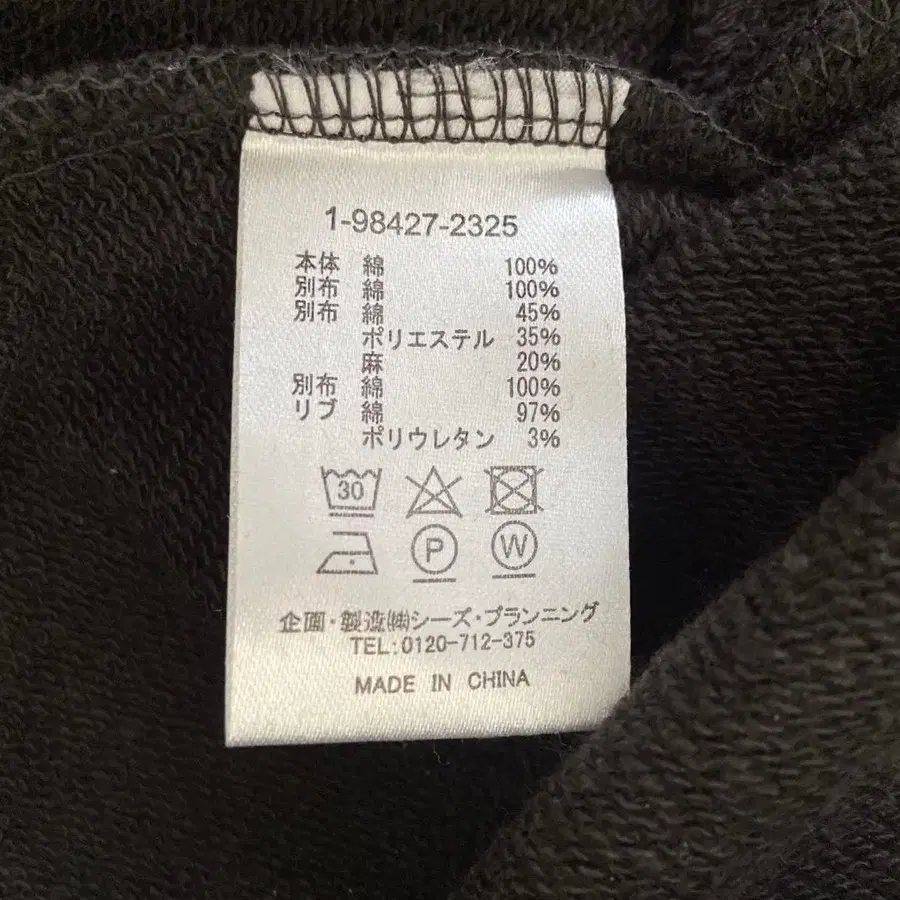 1-98427-2325
本体 綿 100%
別布 綿 100%
別布 綿 45%
ポリエステル 35%
麻 20%
別布 綿 100%
リブ 綿 97%
ポリウレタン 3%
30
P W
企画・製造㈱シーズ・プランニング
TEL:0120-712-375
MADE IN CHINA